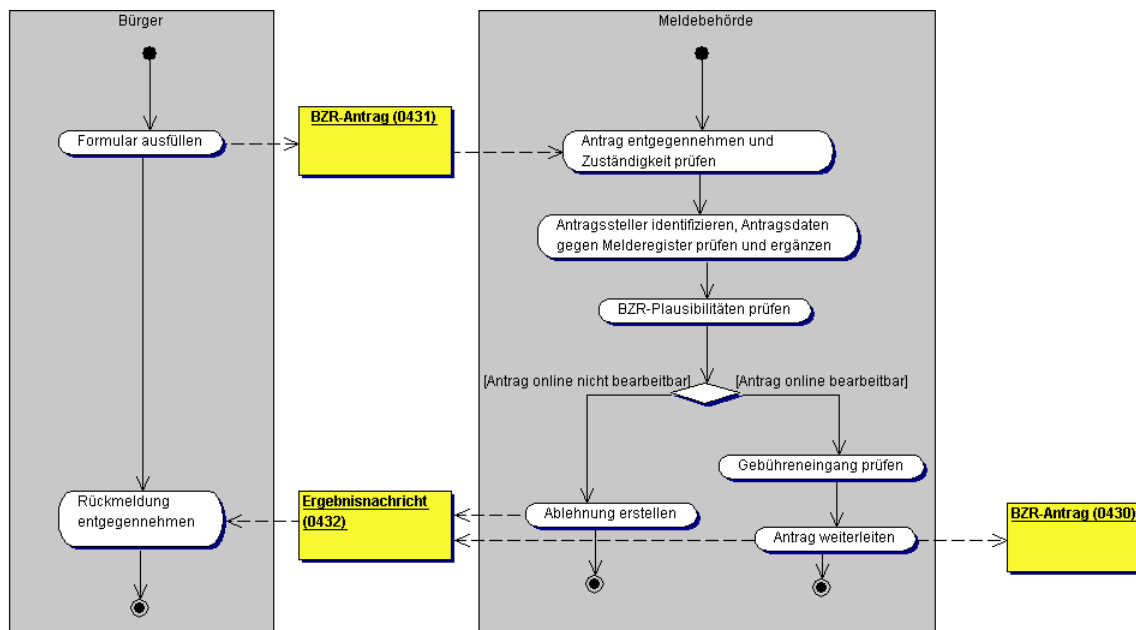 Bürger
Meldebehörde
BZR-Antrag (0431)
Formular ausfüllen
Antrag entgegennehmen und
Zuständigkeit prüfen
Antragssteller identifizieren, Antragsdaten
gegen Melderegister prüfen und ergänzen
BZR-Plausibilitäten prüfen
[Antrag online nicht bearbeitbar]
[Antrag online bearbeitbar]
Gebühreneingang prüfen
Rückmeldung
entgegennehmen
Ergebnisnachricht
(0432)
Ablehnung erstellen
Antrag weiterleiten
BZR-Antrag (0430)